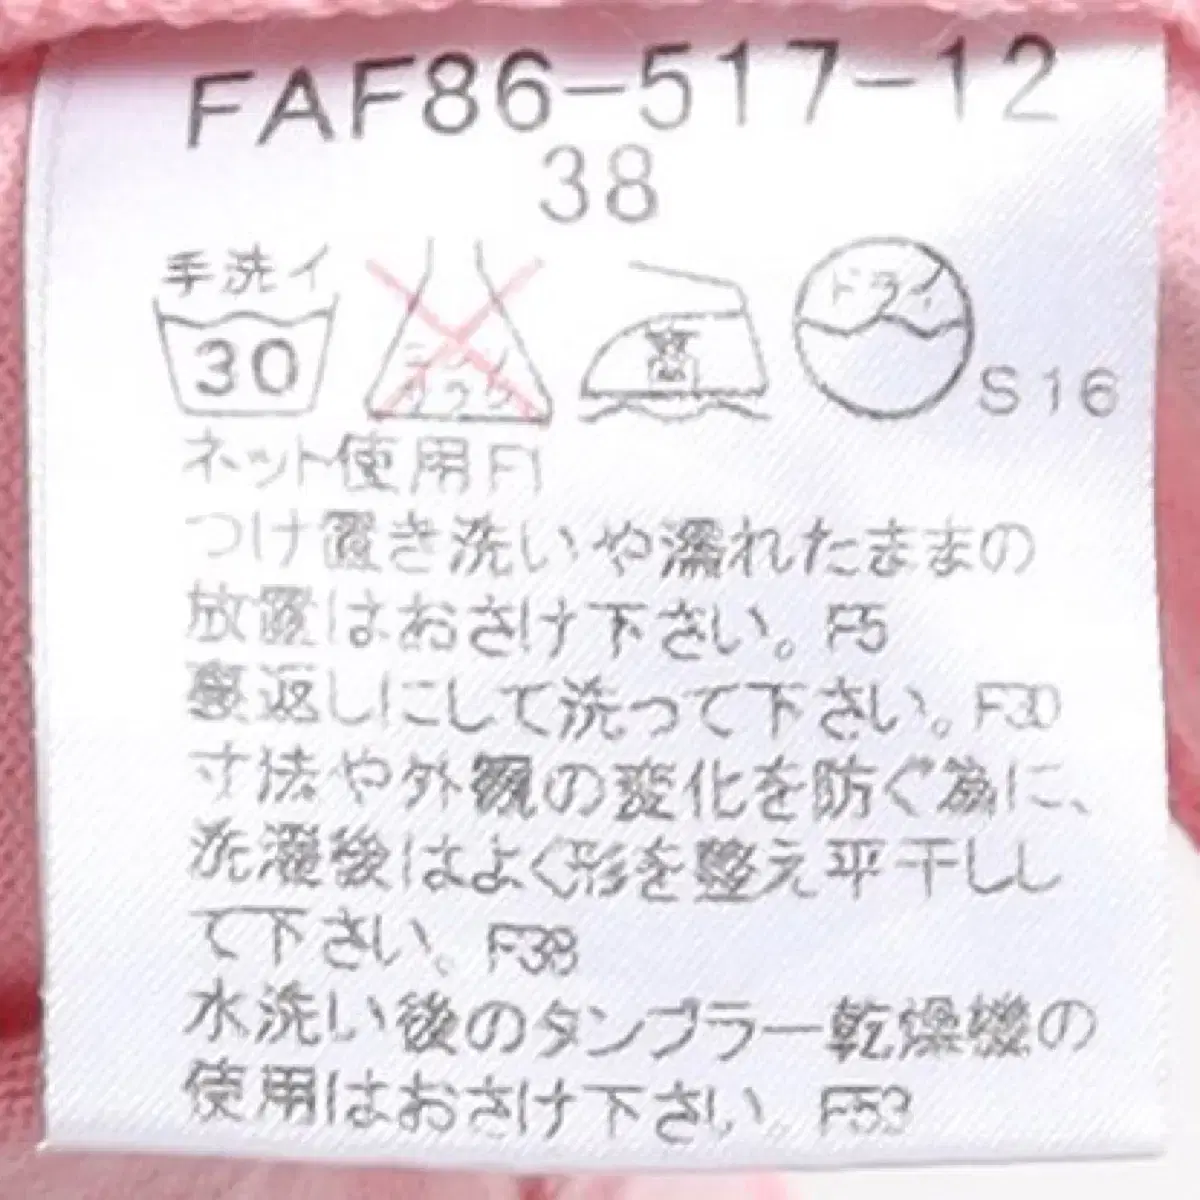 FAF86-517-12
38
手洗イ
30
ドライ
S16
ネット使用F1
つけ置き洗いや濡れたままの
放置はおさけ下さい。F5
裏返しにして洗って下さい。F30
寸法や外観の変化を防ぐ為に、
洗濯後はよく形を整え平干しし
て下さい。F38
水洗い後のタンブラー乾燥機の
使用はおさけ下さい。F53